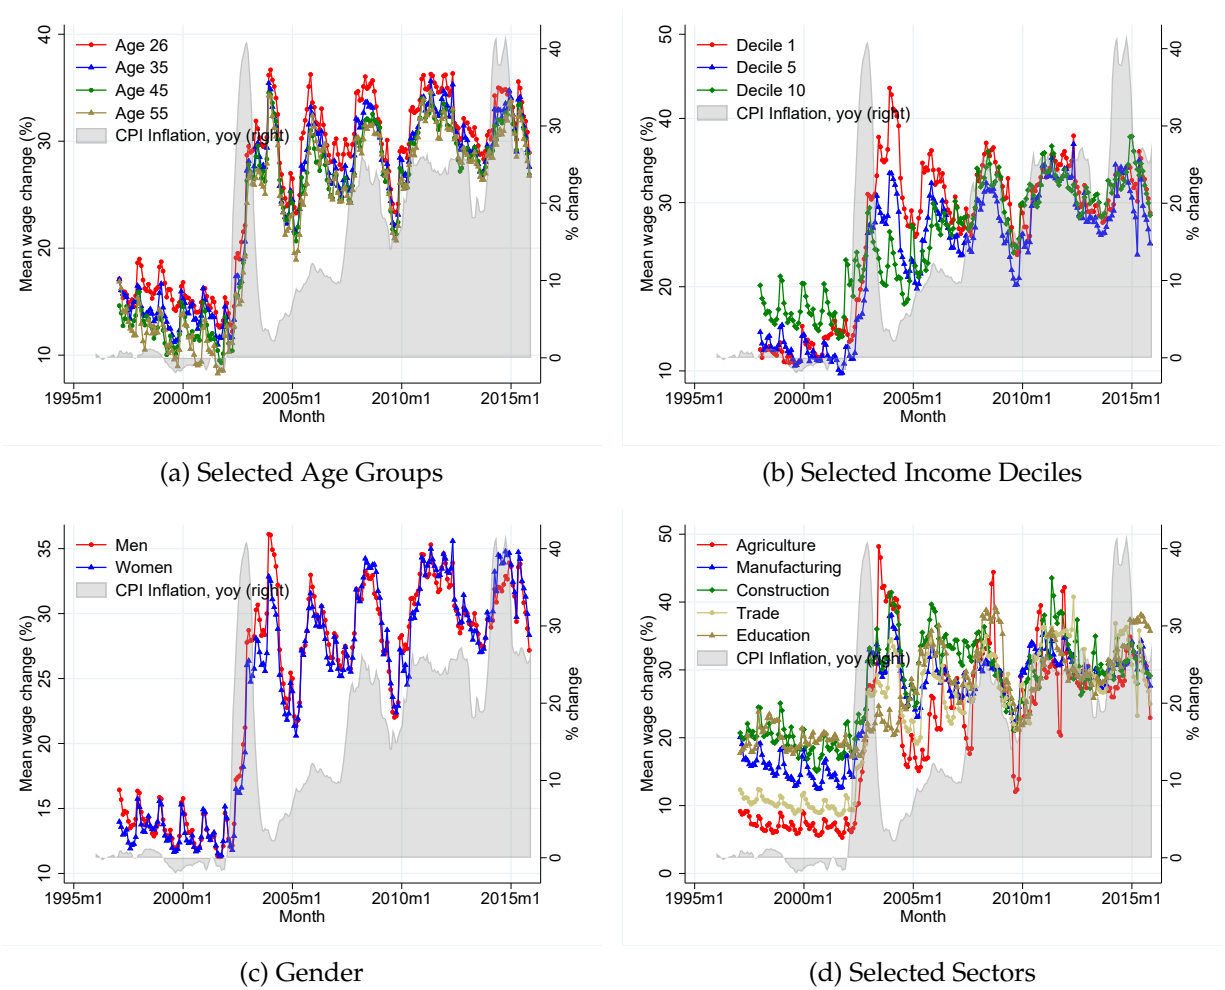 Mean wage change (%)
40
30
20
10
Age 26
Age 35
Age 45
Age 55
CPI Inflation, yoy (right)
40
30
20
10
0
% change
1995m1 2000m1 2005m1 2010m1 2015m1
Month
(a) Selected Age Groups
Mean wage change (%)
50
40
30
20
10
Decile 1
Decile 5
Decile 10
CPI Inflation, yoy (right)
40
30
20
10
0
% change
1995m1 2000m1 2005m1 2010m1 2015m1
Month
(b) Selected Income Deciles
Mean wage change (%)
35
30
25
20
15
10
Men
Women
CPI Inflation, yoy (right)
40
30
20
10
0
% change
1995m1 2000m1 2005m1 2010m1 2015m1
Month
(c) Gender
Mean wage change (%)
50
40
30
20
10
0
Agriculture
Manufacturing
Construction
Trade
Education
CPI Inflation, yoy (right)
40
30
20
10
0
% change
1995m1 2000m1 2005m1 2010m1 2015m1
Month
(d) Selected Sectors